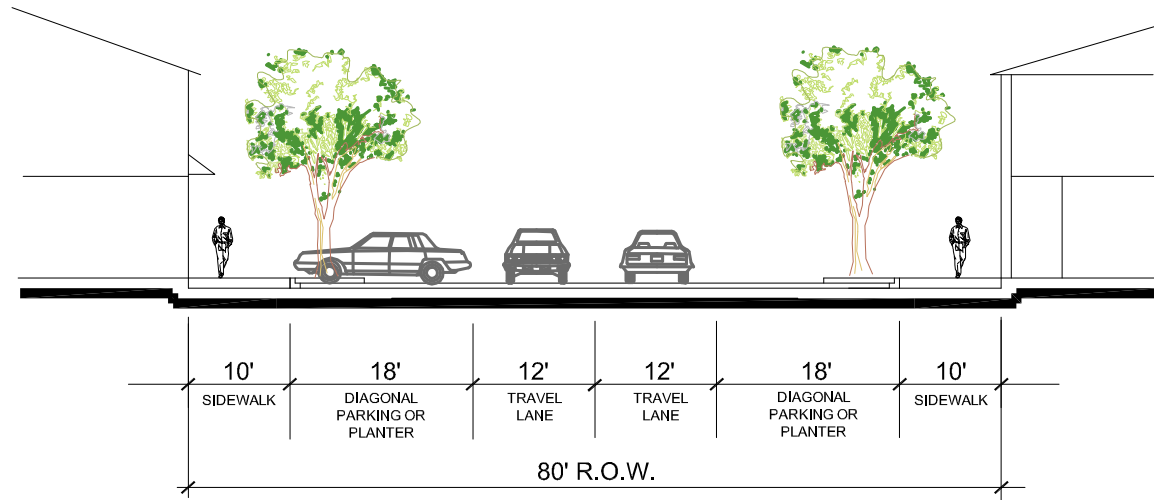 10'
18'
12'
12'
18'
10'
SIDEWALK
DIAGONAL
PARKING OR
PLANTER
TRAVEL
LANE
TRAVEL
LANE
DIAGONAL
PARKING OR
PLANTER
SIDEWALK
80' R.O.W.